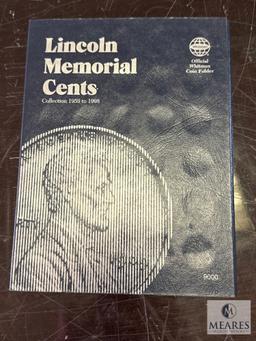 Lincoln
Memorial
Cents
Collection 1959 to 1998
Official
Whitman
Coin Folder
9000
M
MEARES